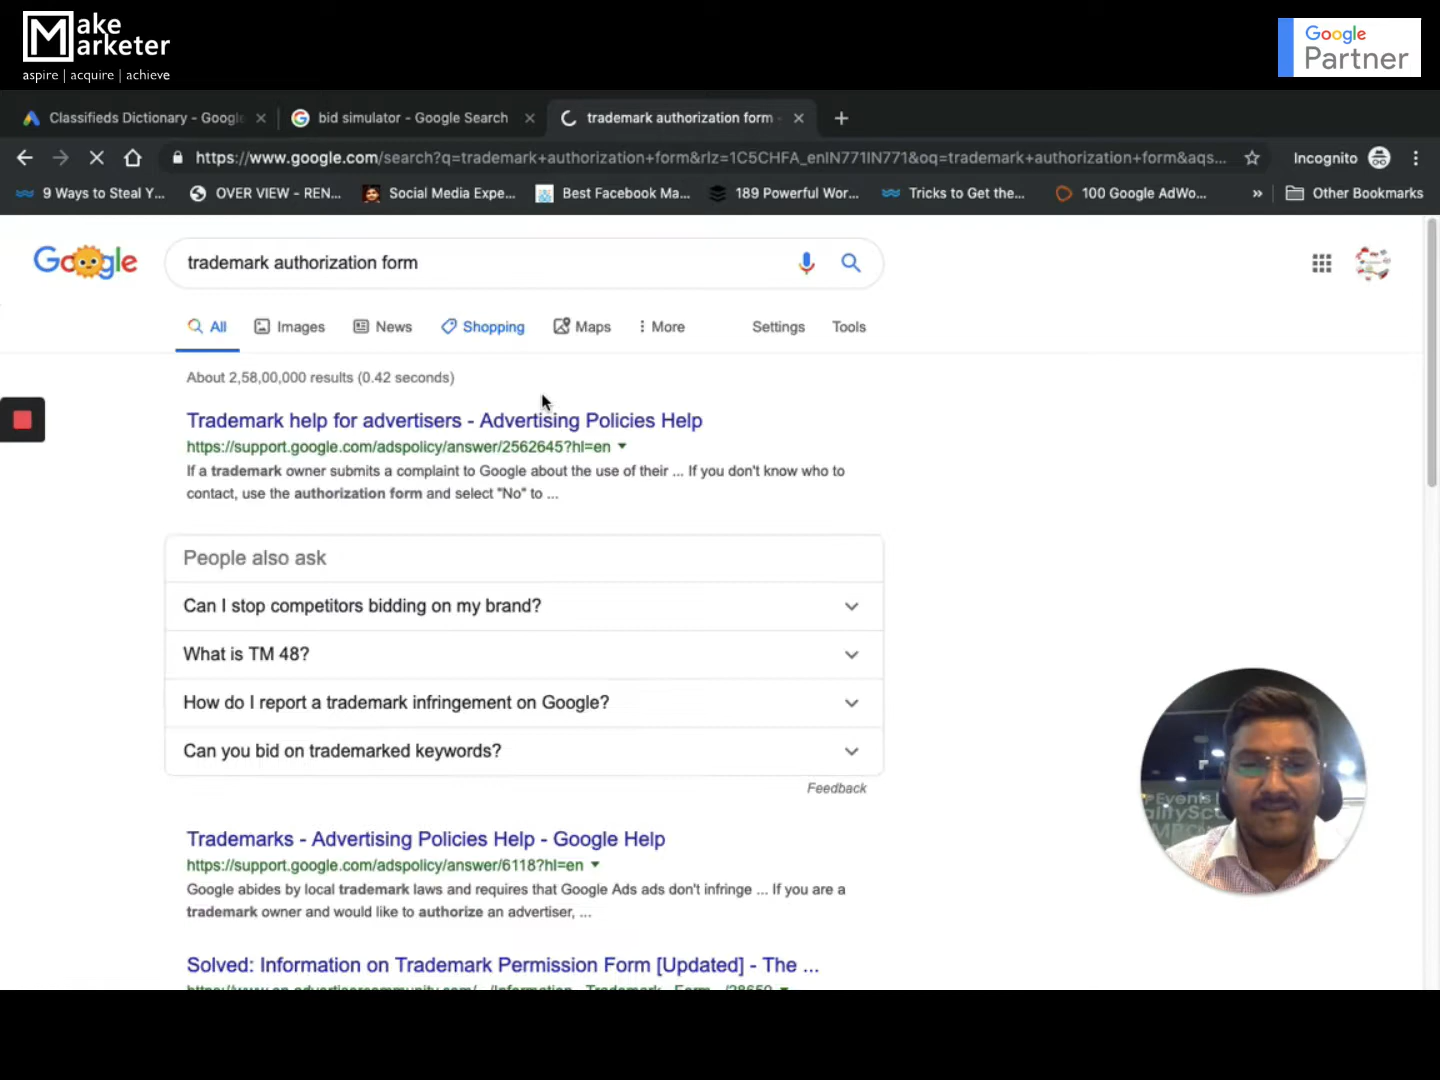 Make
Marketer
aspire | acquire | achieve
Google
Partner
Classifieds Dictionary - Google
bid simulator - Google Search
trademark authorization form -
https://www.google.com/search?q=trademark+authorization+form&rlz=1C5CHFA_enIN771IN771&oq=trademark+authorization+form&aqs...
Incognito
9 Ways to Steal Y...
OVER VIEW - REN...
Social Media Expe...
Best Facebook Ma...
189 Powerful Wor...
Tricks to Get the...
100 Google AdWo...
»
Other Bookmarks
Google
trademark authorization form
All
Images
News
Shopping
Maps
More
Settings
Tools
About 2,58,00,000 results (0.42 seconds)
Trademark help for advertisers - Advertising Policies Help
https://support.google.com/adspolicy/answer/2562645?hl=en
If a trademark owner submits a complaint to Google about the use of their ... If you don't know who to
contact, use the authorization form and select "No" to ...
People also ask
Can I stop competitors bidding on my brand?
What is TM 48?
How do I report a trademark infringement on Google?
Can you bid on trademarked keywords?
Feedback
Trademarks - Advertising Policies Help - Google Help
https://support.google.com/adspolicy/answer/6118?hl=en
Google abides by local trademark laws and requires that Google Ads ads don't infringe ... If you are a
trademark owner and would like to authorize an advertiser, ...
Solved: Information on Trademark Permission Form [Updated] - The ...
Events